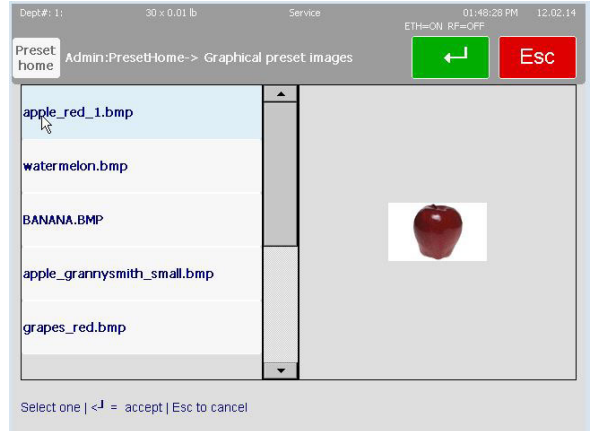 Dept#: 1: 30 x 0.01 lb Service 01:48:28 PM 12.02.14
ETH=ON RF=OFF
Preset home
Admin:PresetHome-> Graphical preset images
Esc
apple_red_1.bmp
watermelon.bmp
BANANA.BMP
apple_grannysmith_small.bmp
grapes_red.bmp
Select one | <┘ = accept | Esc to cancel